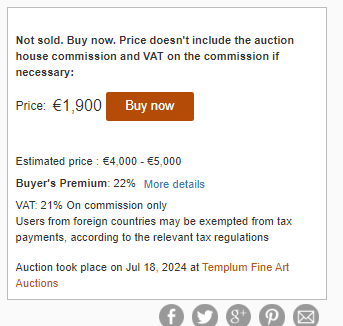 Not sold. Buy now. Price doesn't include the auction
house commission and VAT on the commission if
necessary:
Price: €1,900 Buy now
Estimated price : €4,000 - €5,000
Buyer's Premium: 22% More details
VAT: 21% On commission only
Users from foreign countries may be exempted from tax
payments, according to the relevant tax regulations
Auction took place on Jul 18, 2024 at Templum Fine Art
Auctions